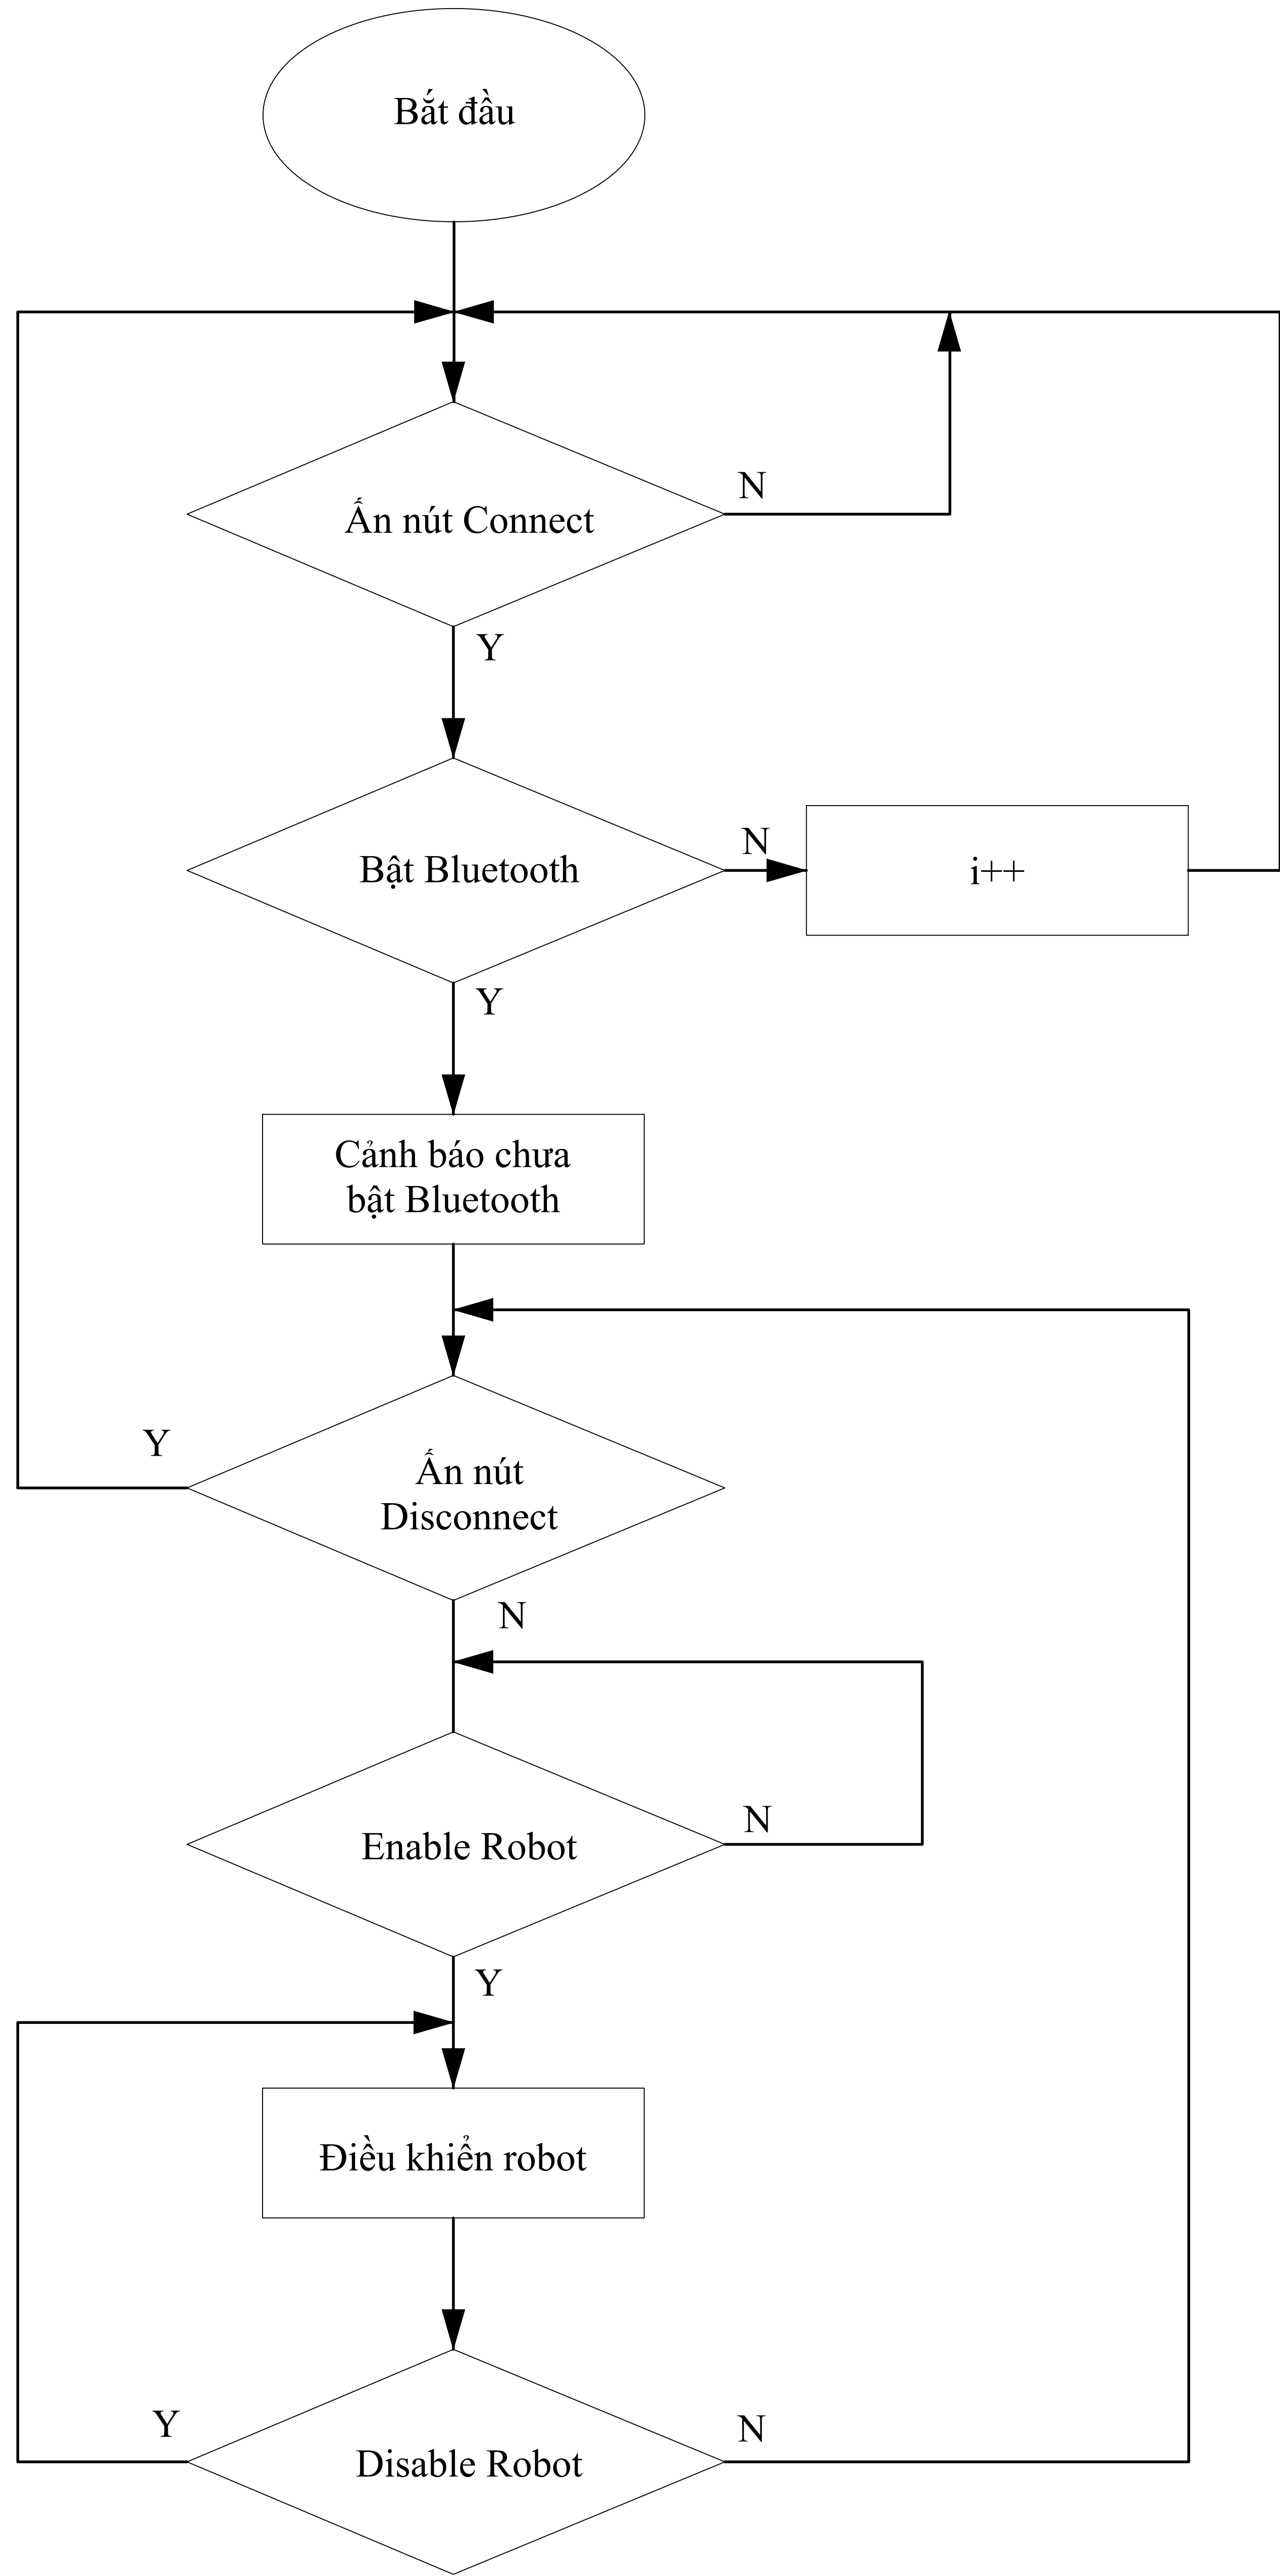 Bắt đầu
Ấn nút Connect
N
Y
Bật Bluetooth
N
i++
Y
Cảnh báo chưa
bật Bluetooth
Y
Ấn nút
Disconnect
N
Enable Robot
N
Y
Điều khiển robot
Y
Disable Robot
N